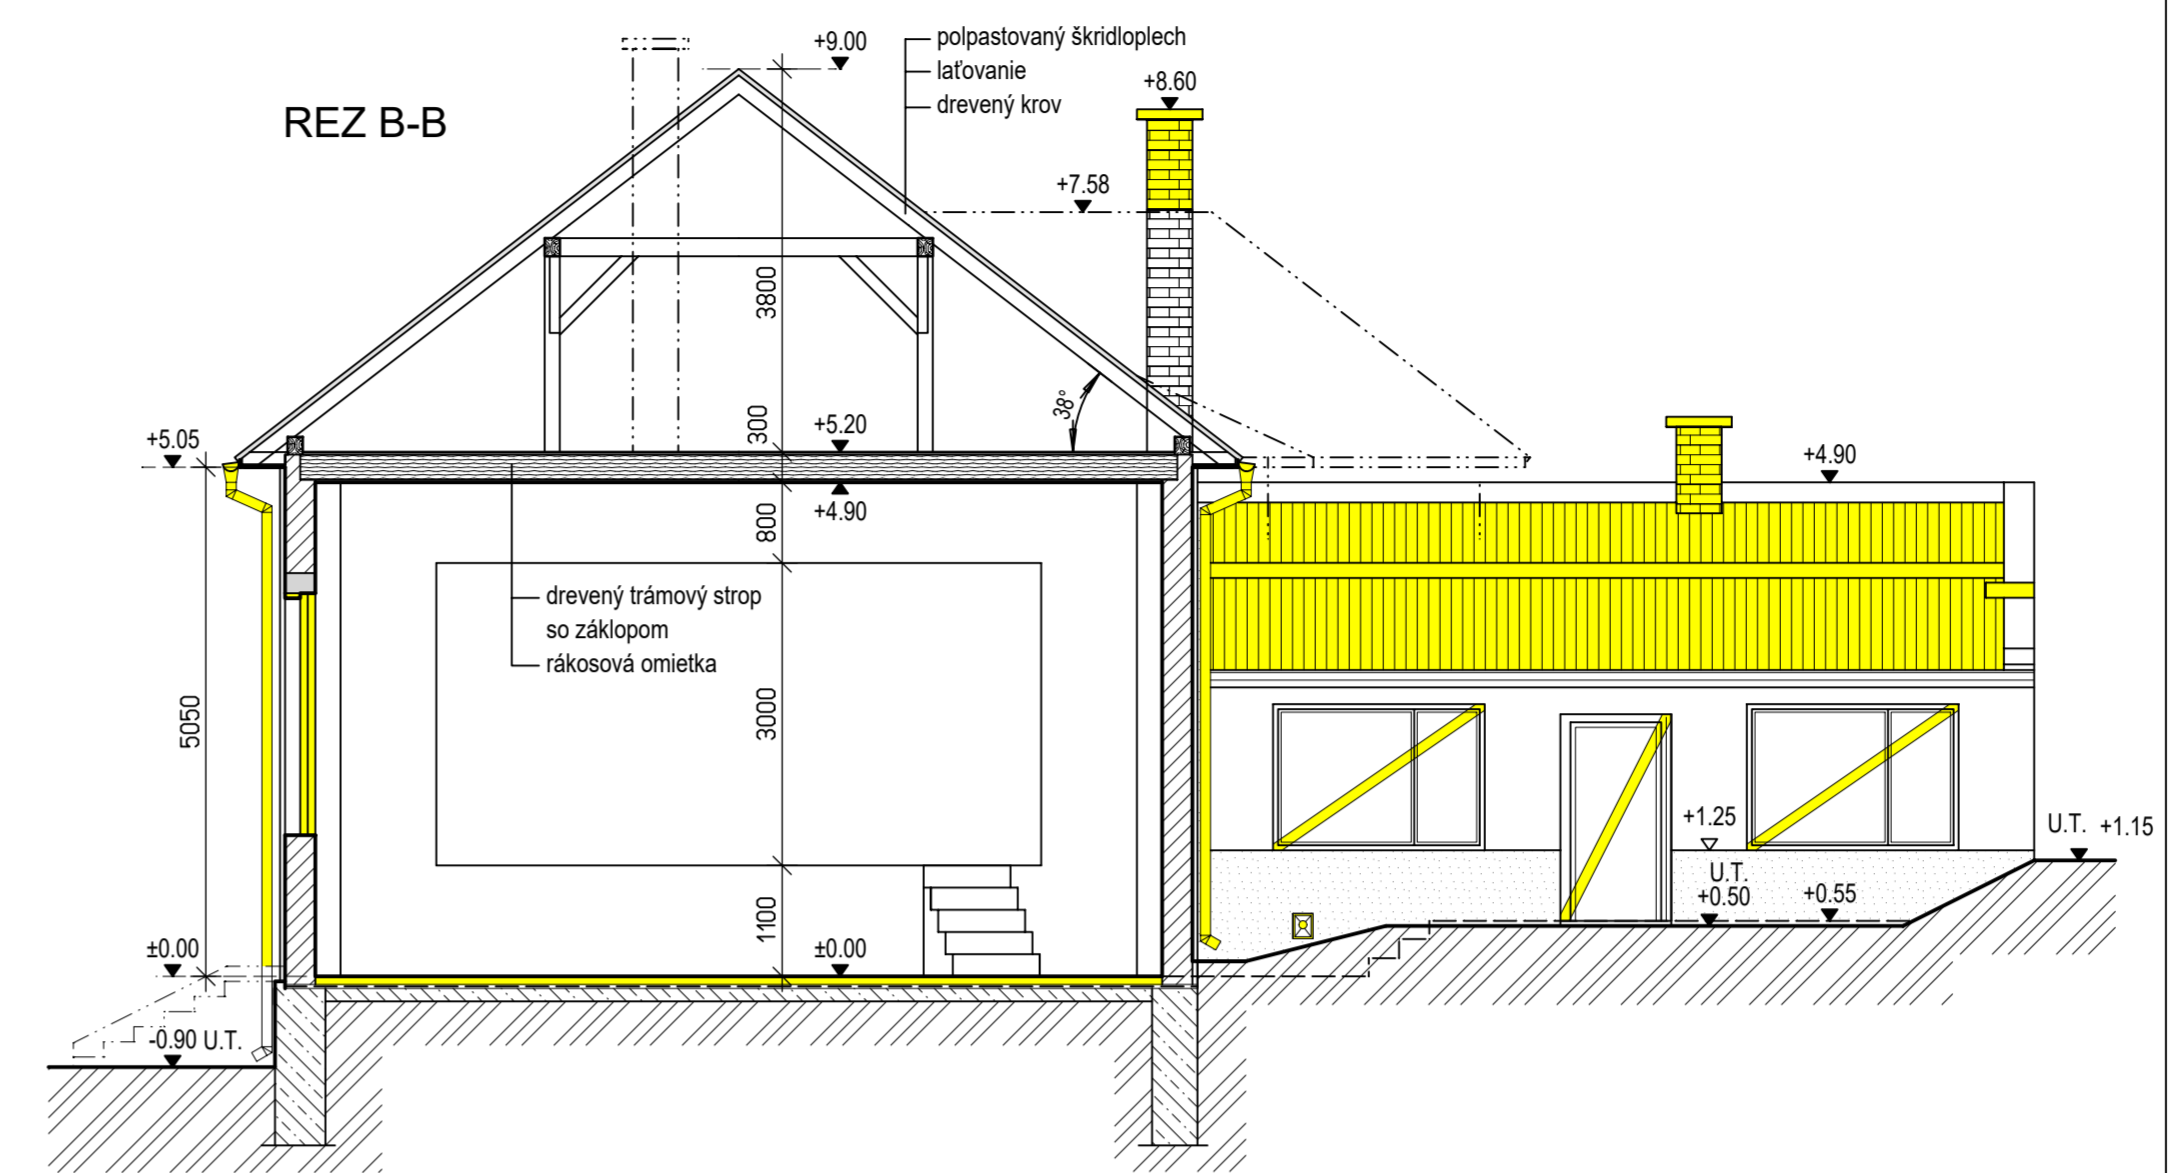 REZ B-B
+9.00
polpastovaný škridloplech
laťovanie
drevený krov
+8.60
+7.58
3800
38°
300
+5.20
+5.05
+4.90
+4.90
800
drevený trámový strop
so záklopom
rákosová omietka
5050
3000
+1.25
U.T. +1.15
U.T.
+0.50
+0.55
1100
±0.00
±0.00
-0.90 U.T.